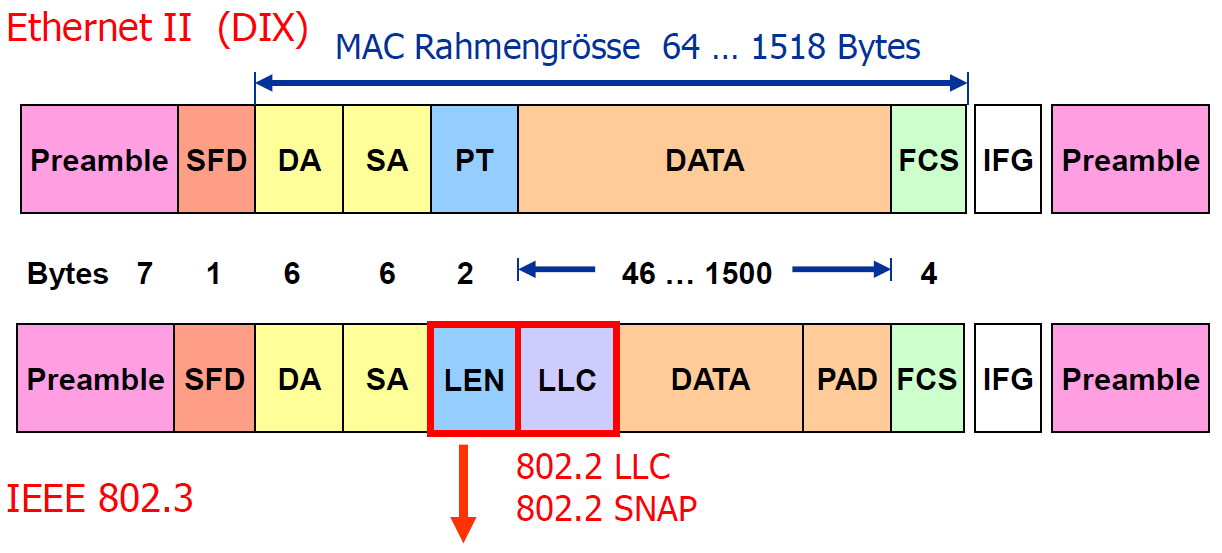 Ethernet II (DIX)
MAC Rahmengrösse 64 ... 1518 Bytes
Preamble SFD DA SA PT DATA FCS IFG Preamble
Bytes 7 1 6 6 2 46 ... 1500 4
Preamble SFD DA SA LEN LLC DATA PAD FCS IFG Preamble
802.2 LLC
IEEE 802.3
802.2 SNAP